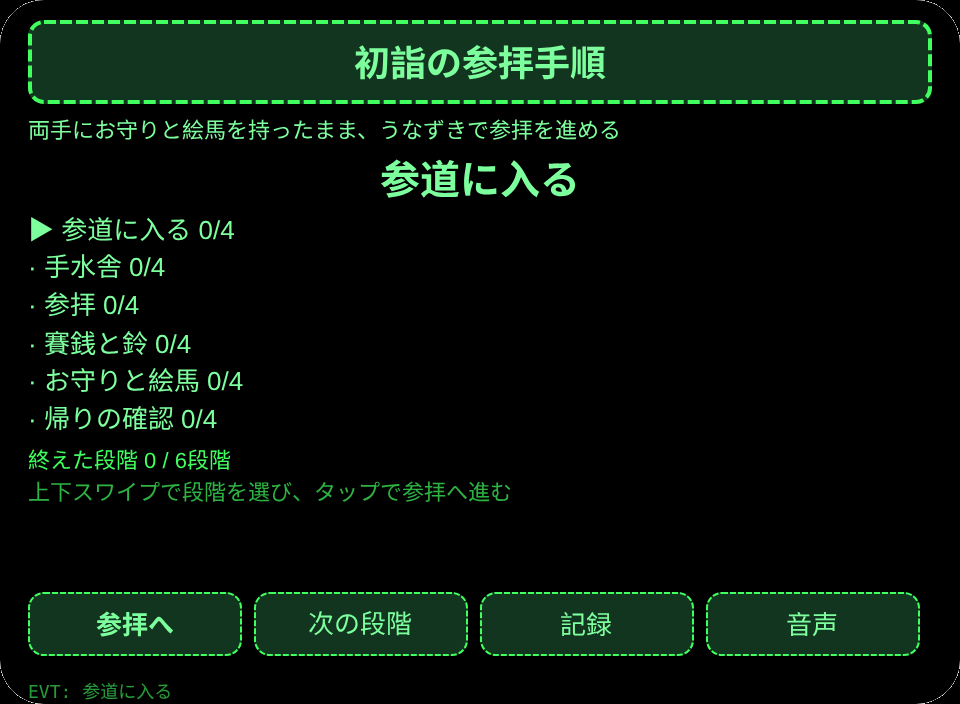 初詣の参拝手順
両手にお守りと絵馬を持ったまま、うなずきで参拝を進める
参道に入る
▶ 参道に入る 0/4
· 手水舎 0/4
· 参拝 0/4
· 賽銭と鈴 0/4
· お守りと絵馬 0/4
· 帰りの確認 0/4
終えた段階 0 / 6段階
上下スワイプで段階を選び、タップで参拝へ進む
参拝へ
次の段階
記録
音声
EVT: 参道に入る